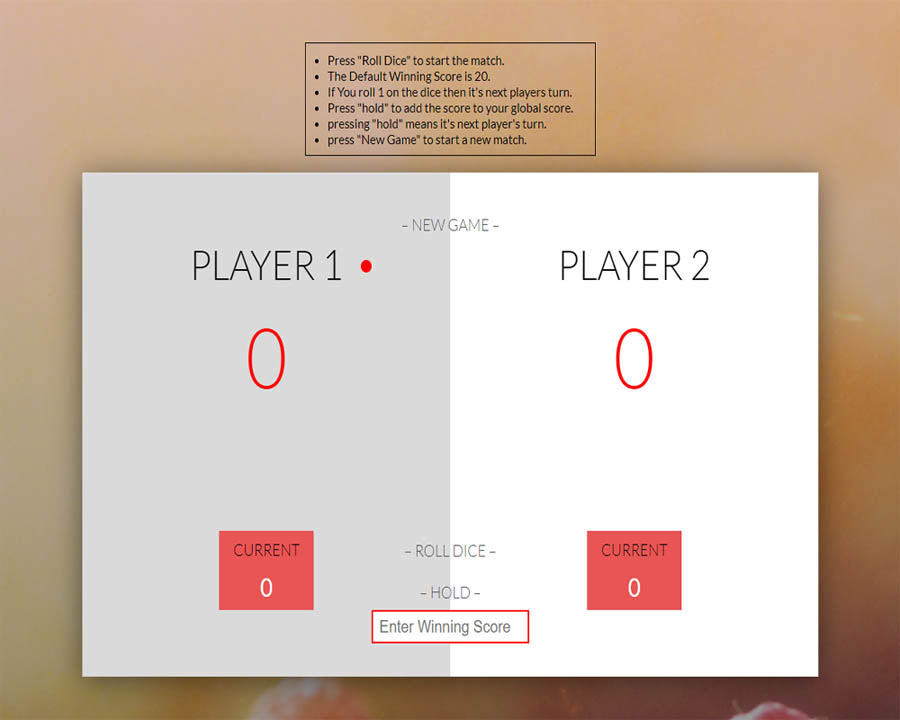 Press "Roll Dice" to start the match.
The Default Winning Score is 20.
If You roll 1 on the dice then it's next players turn.
Press "hold" to add the score to your global score.
pressing "hold" means it's next player's turn.
press "New Game" to start a new match.
– NEW GAME –
PLAYER 1
PLAYER 2
0
0
CURRENT
0
– ROLL DICE –
– HOLD –
Enter Winning Score
CURRENT
0